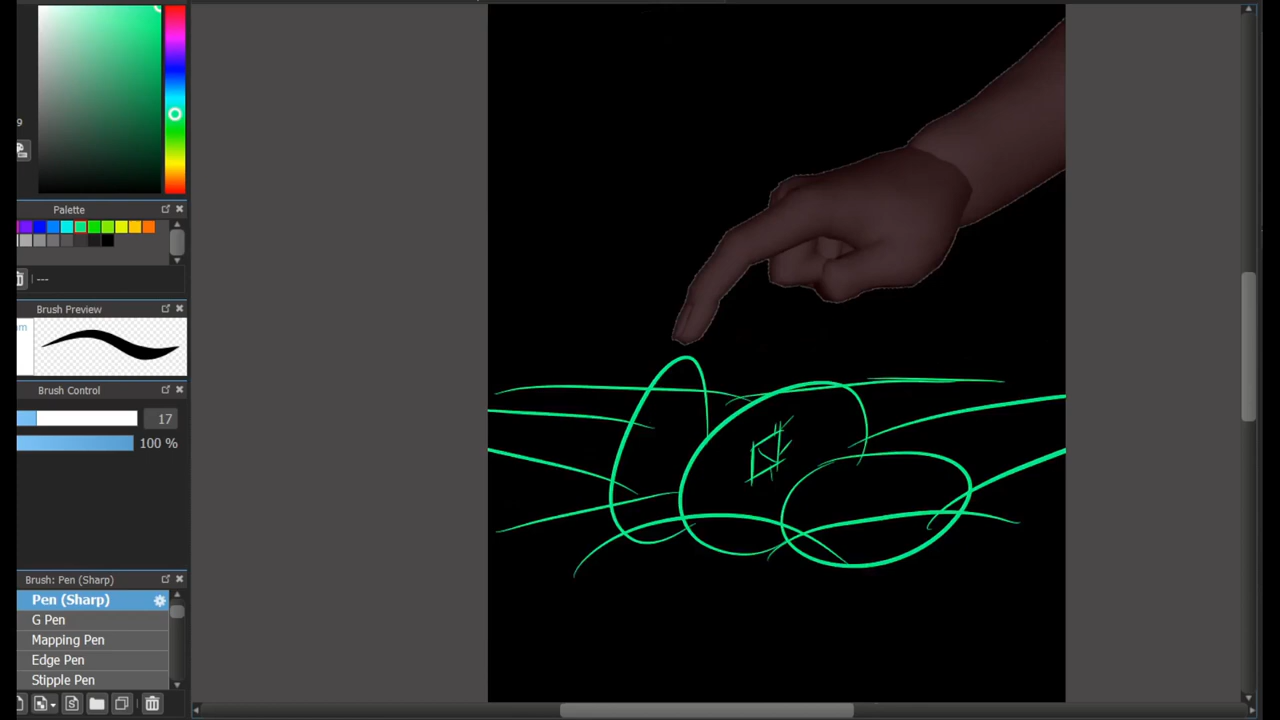 9
Palette
---
Brush Preview
Brush Control
17
100 %
Brush: Pen (Sharp)
Pen (Sharp)
G Pen
Mapping Pen
Edge Pen
Stipple Pen